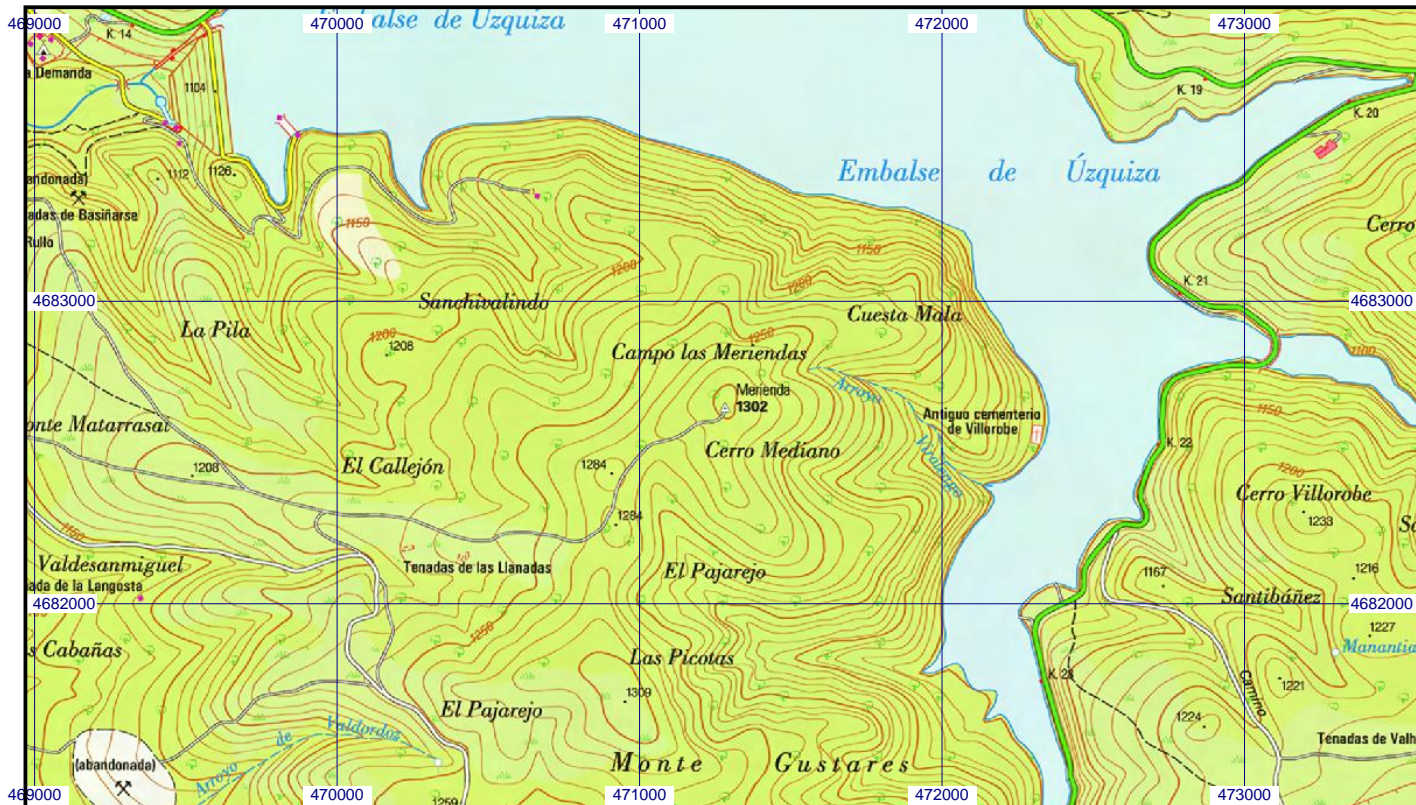 469000
470000
471000
472000
473000
Embalse de Uzquiza
K. 14
a Demanda
1104
K. 19
K. 20
Embalse de Úzquiza
andonada)
1112
1126
adas de Basiñarse
Rullo
1150
1150
Cerro
1200
1200
K. 21
4683000
4683000
Sanchivalindo
Cuesta Mala
La Pila
1200
1208
1250
1100
Campo las Meriendas
Merienda
1302
Arroyo
Antiguo cementerio
de Villorobe
1150
onte Matarrasat
Cerro Mediano
K. 22
El Callejón
1208
1284
1200
Cerro Villorobe
1284
1233
1150
Valdesanmiguel
Tenadas de las Llanadas
El Pajarejo
1167
1216
ada de la Langosta
Santibáñez
4682000
4682000
1250
1227
s Cabañas
Las Picotas
Manantia
K. 23
1221
1309
Camino
El Pajarejo
1224
Arroyo de Valdordos
Tenadas de Valh
(abandonada)
Monte Gustares
469000
470000
1259
471000
472000
473000